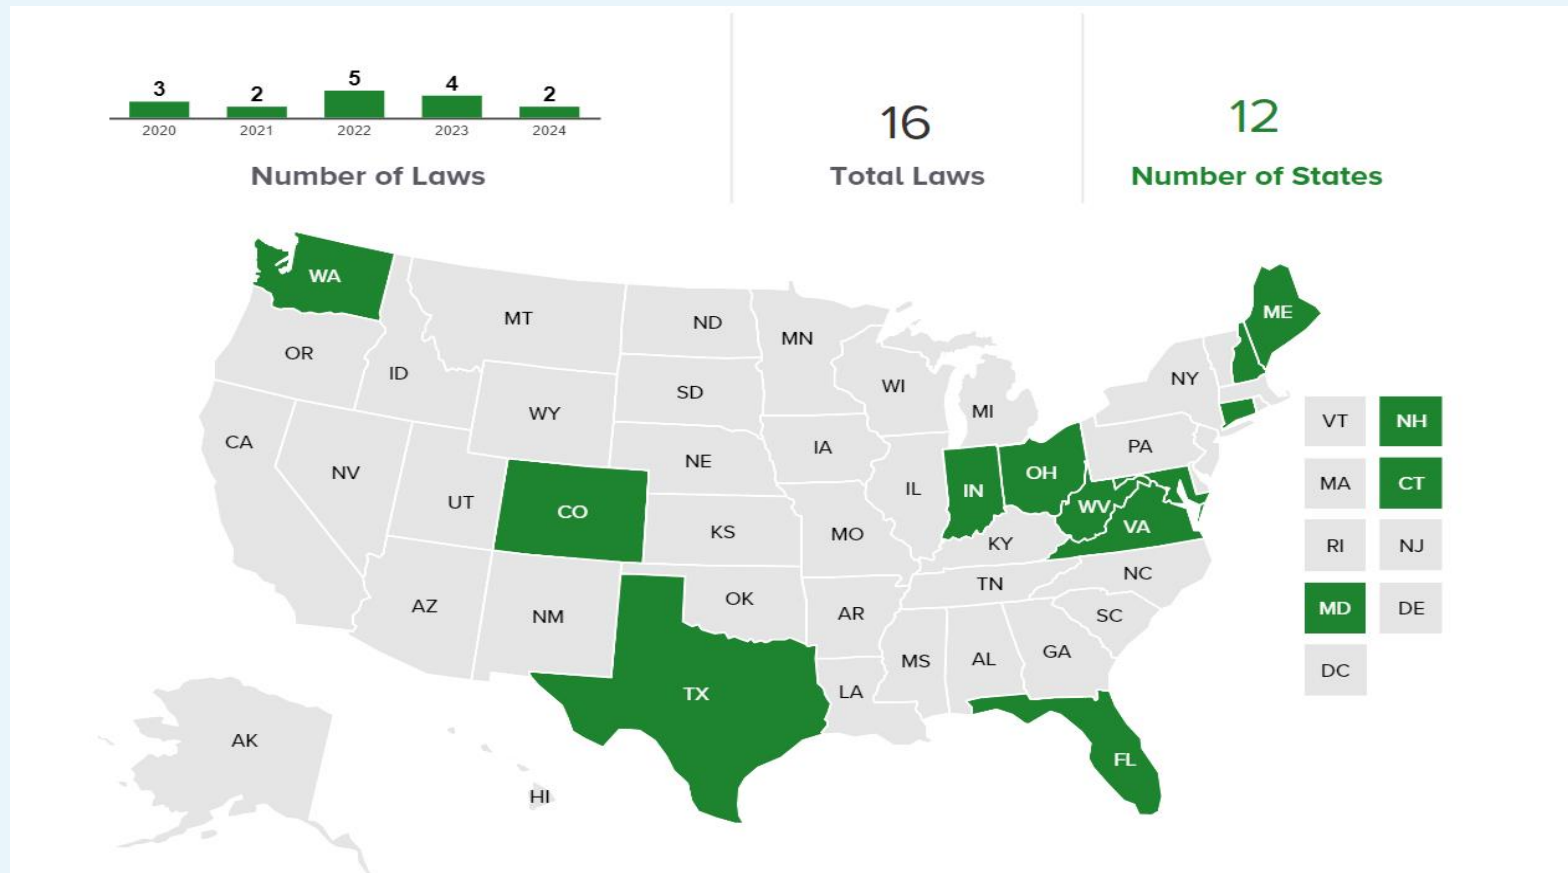 3 2 5 4 2
2020 2021 2022 2023 2024
Number of Laws
16
Total Laws
12
Number of States
WA
MT
ND
MN
OR
ID
SD
WI
MI
NY
ME
WY
CA
NV
UT
CO
NE
IA
IL
IN
OH
PA
KS
MO
KY
WV
VA
AZ
NM
OK
AR
TN
NC
SC
TX
LA
MS
AL
GA
FL
AK
HI
VT NH
MA CT
RI NJ
MD DE
DC